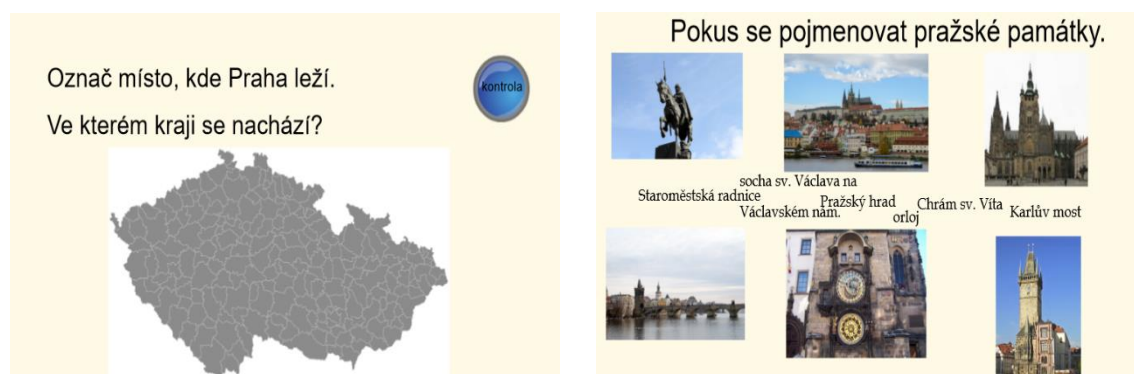 Označ místo, kde Praha leží.
kontrola
Ve kterém kraji se nachází?
Pokus se pojmenovat pražské památky.
socha sv. Václava na
Václavském nám.
Staroměstská radnice
Pražský hrad
orloj
Chrám sv. Víta
Karlův most